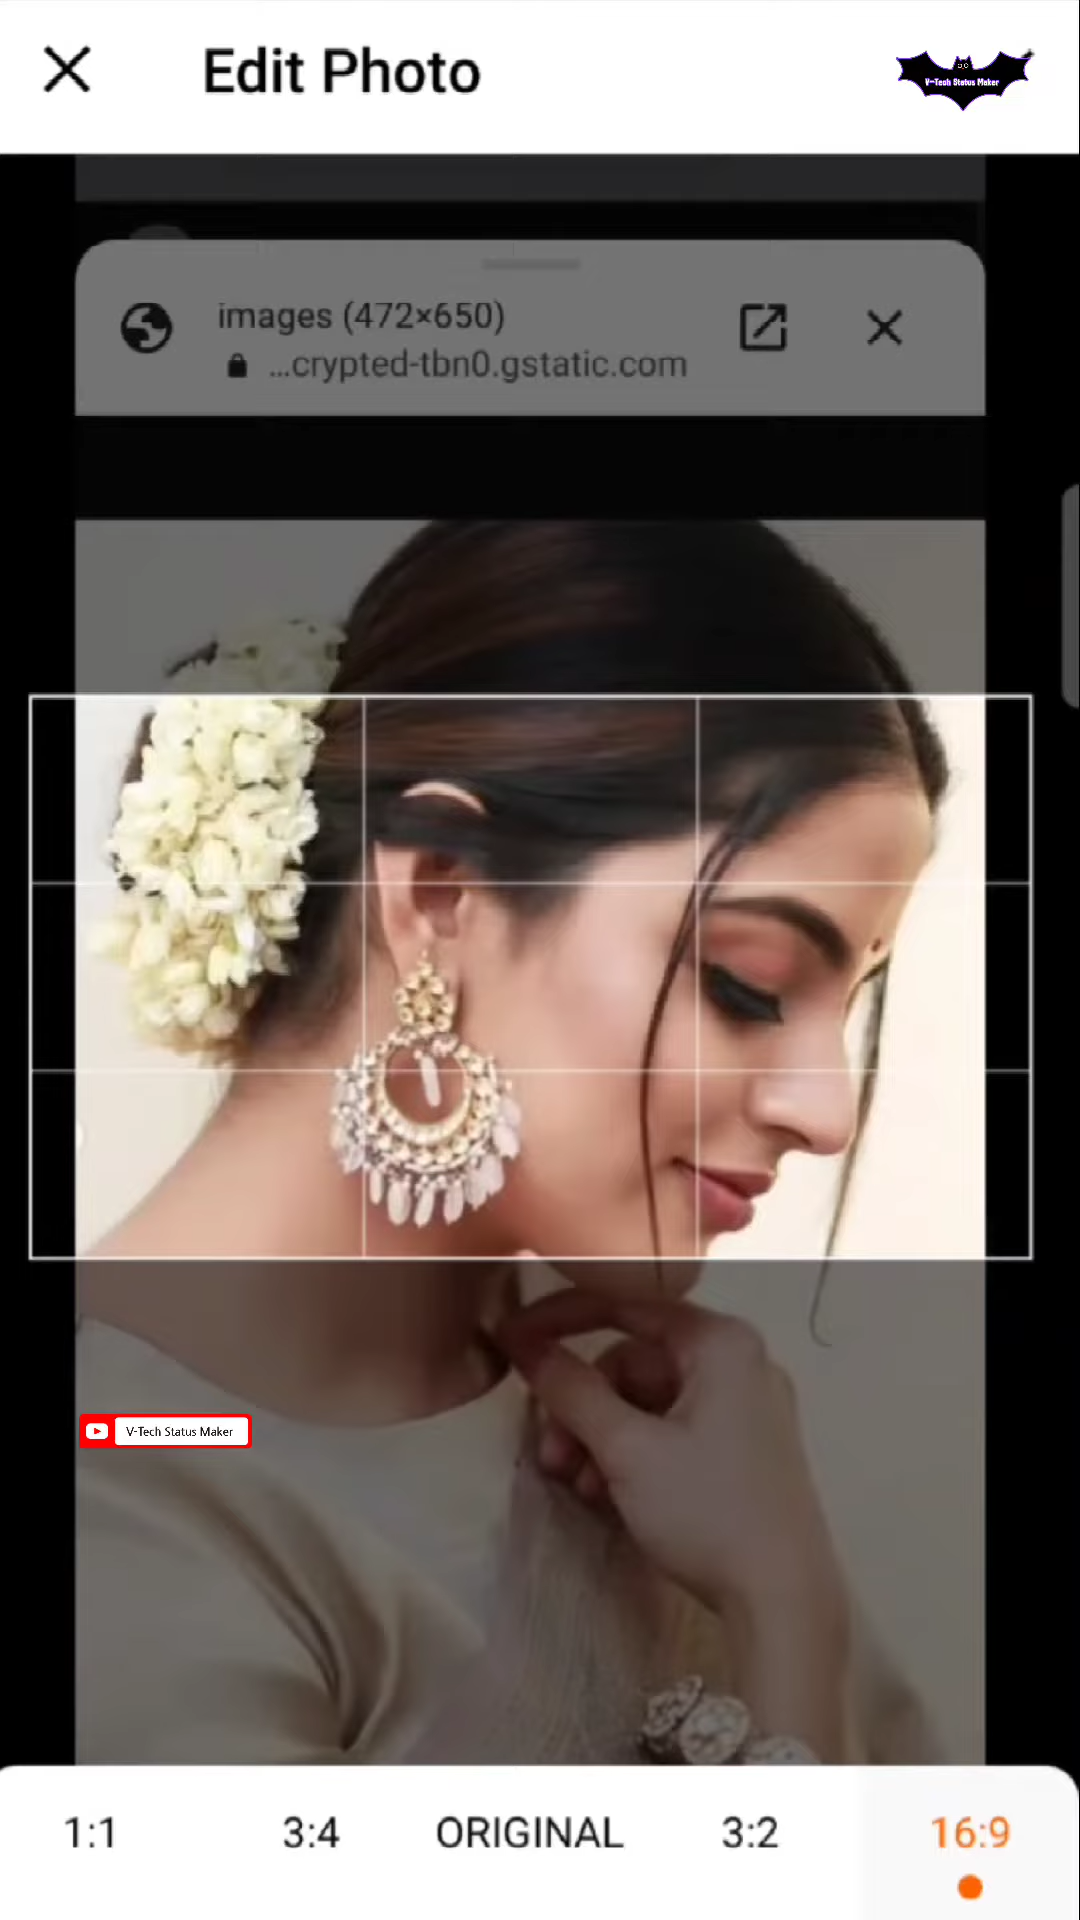 Edit Photo
V-Tech Status Maker
images (472×650)
...crypted-tbn0.gstatic.com
V-Tech Status Maker
1:1
3:4
ORIGINAL
3:2
16:9